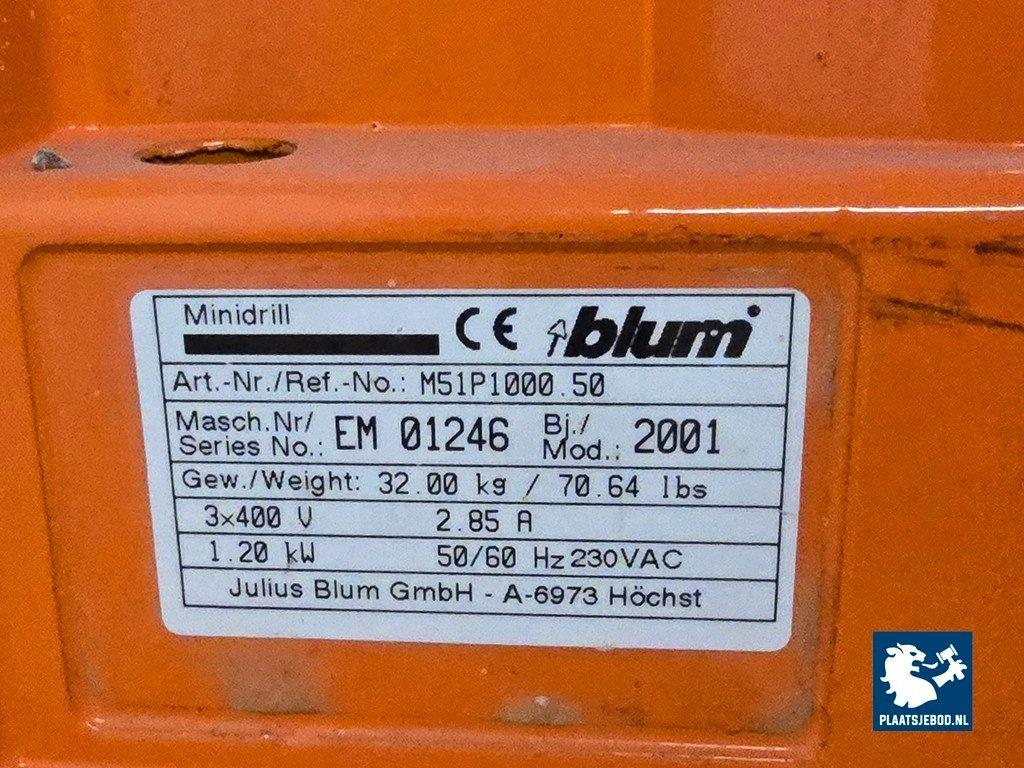 Minidrill
CE blum
Art.-Nr./Ref.-No.: M51P1000.50
Masch.Nr/ Series No.: EM 01246 Bj./ Mod.: 2001
Gew./Weight: 32.00 kg / 70.64 lbs
3x400 V 2.85 A
1.20 kW 50/60 Hz 230VAC
Julius Blum GmbH - A-6973 Höchst
PLAATSJEBOD.NL